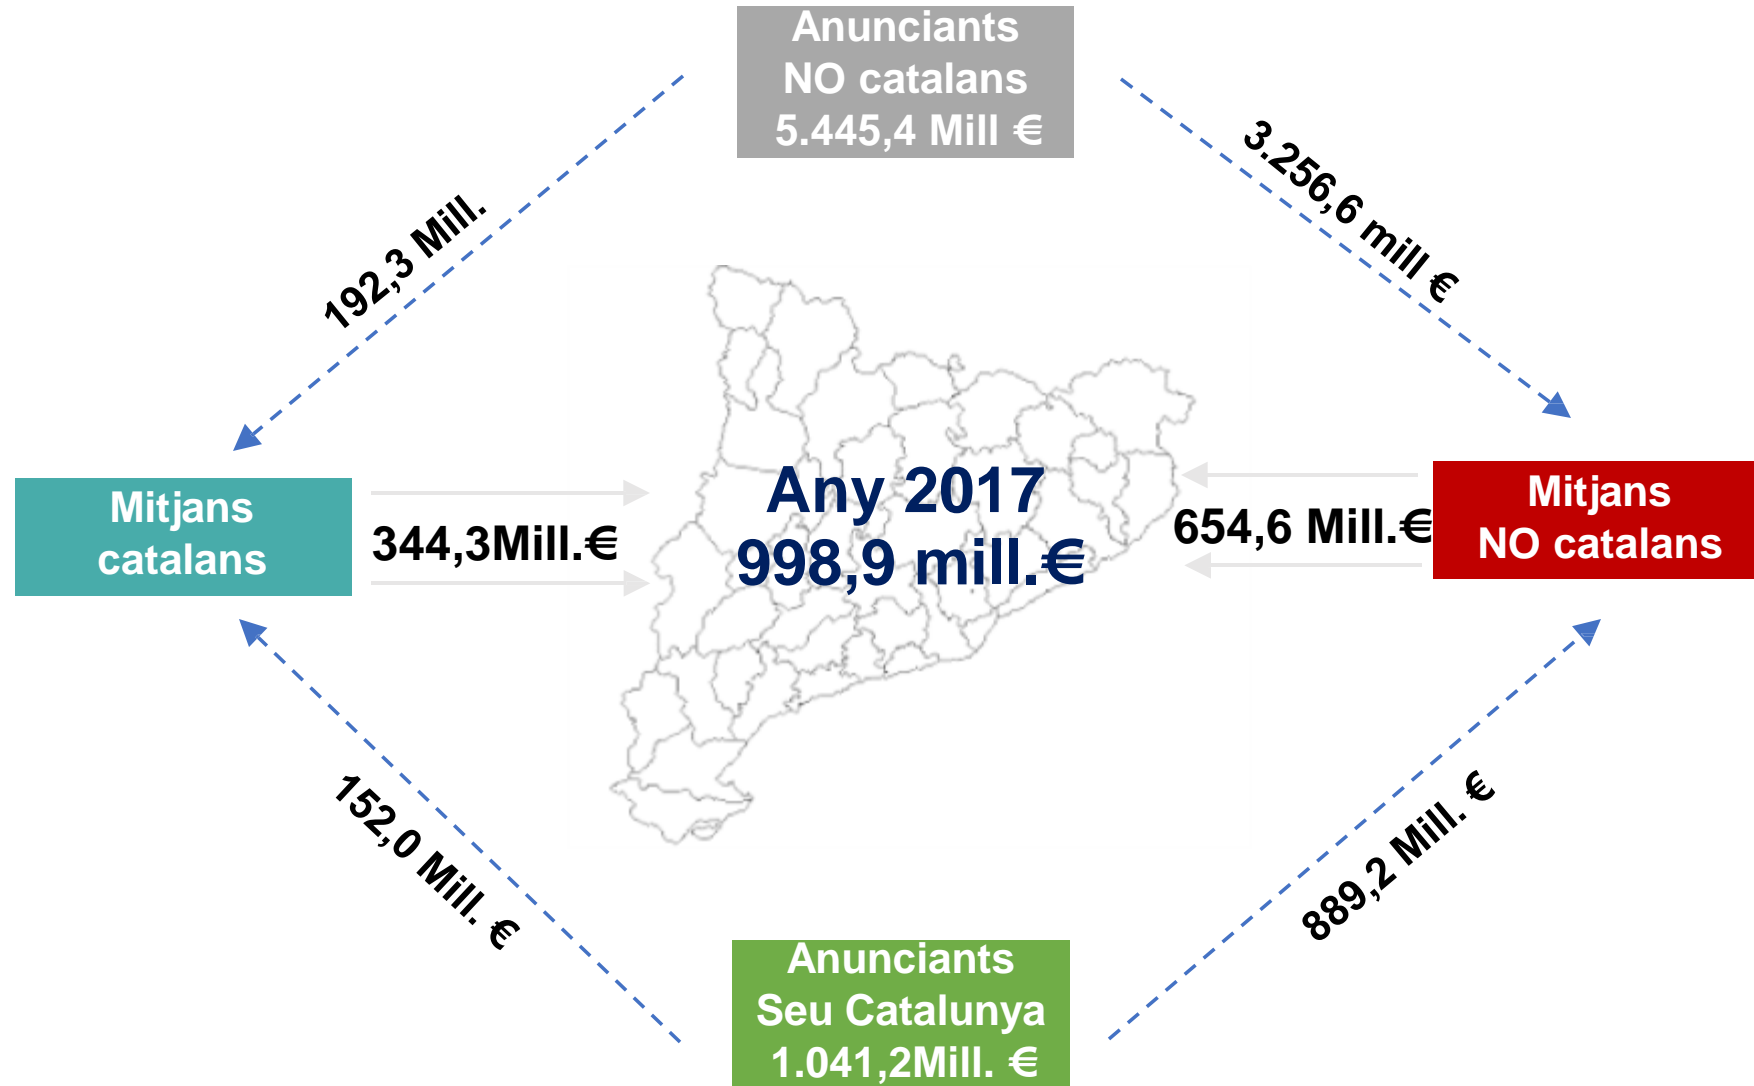 Anunciants
NO catalans
5.445,4 Mill €
192,3 Mill.
3.256,6 mill €
Mitjans
catalans
344,3Mill.€
Any 2017
998,9 mill.€
654,6 Mill.€
Mitjans
NO catalans
152,0 Mill. €
889,2 Mill. €
Anunciants
Seu Catalunya
1.041,2Mill. €